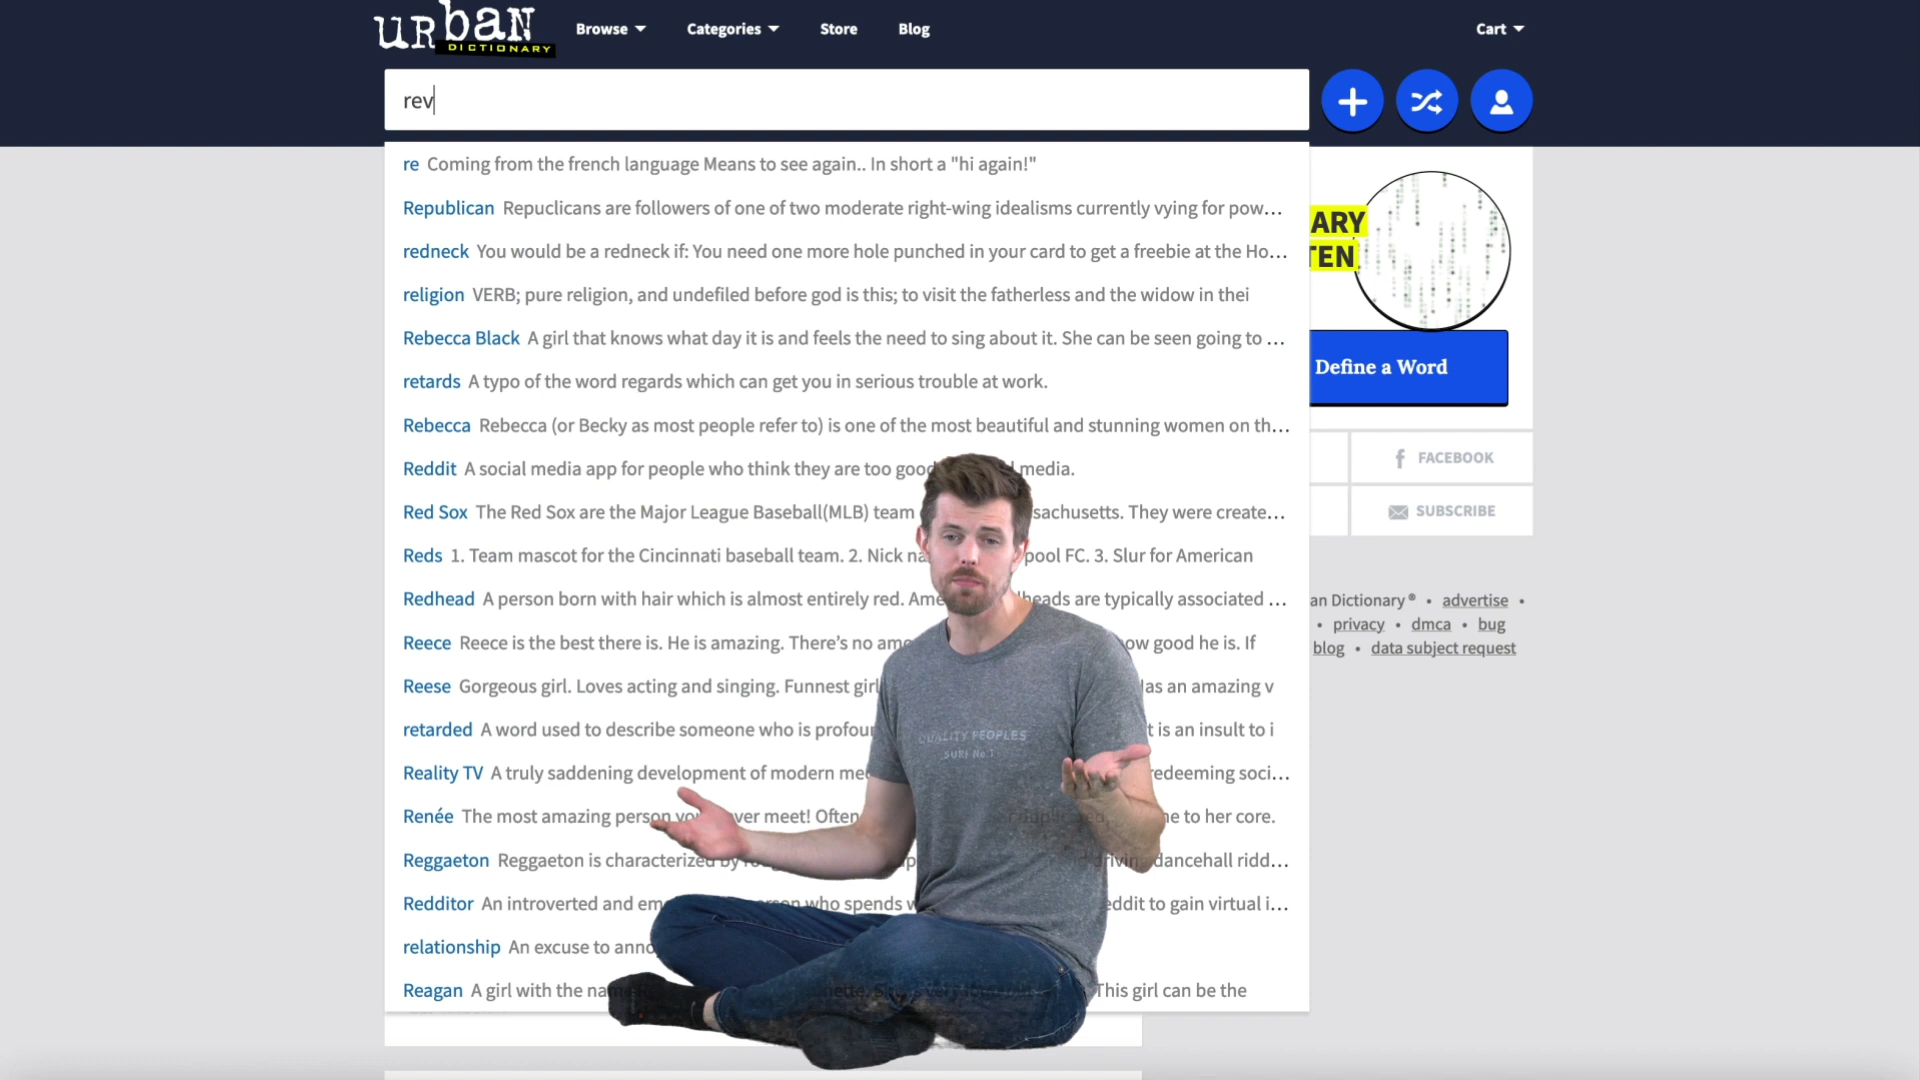 urban
DICTIONARY
Browse
Categories
Store
Blog
Cart
rev
re Coming from the french language Means to see again.. In short a "hi again!"
Republican Repuclicans are followers of one of two moderate right-wing idealisms currently vying for pow...
redneck You would be a redneck if: You need one more hole punched in your card to get a freebie at the Ho...
religion VERB; pure religion, and undefiled before god is this; to visit the fatherless and the widow in thei
Rebecca Black A girl that knows what day it is and feels the need to sing about it. She can be seen going to ...
retards A typo of the word regards which can get you in serious trouble at work.
Rebecca Rebecca (or Becky as most people refer to) is one of the most beautiful and stunning women on th...
Reddit A social media app for people who think they are too good media.
Red Sox The Red Sox are the Major League Baseball(MLB) team sachusetts. They were create...
Reds 1. Team mascot for the Cincinnati baseball team. 2. Nick na pool FC. 3. Slur for American
Redhead A person born with hair which is almost entirely red. Ame heads are typically associated ...
Reece Reece is the best there is. He is amazing. There's no amo ow good he is. If
Reese Gorgeous girl. Loves acting and singing. Funnest girl as an amazing v
retarded A word used to describe someone who is profou t is an insult to i
Reality TV A truly saddening development of modern me redeeming soci...
Renée The most amazing person yo ver meet! Often ne to her core.
Reggaeton Reggaeton is characterized by driving dancehall ridd...
Redditor An introverted and em person who spends eddit to gain virtual i...
relationship An excuse to anno
Reagan A girl with the nam This girl can be the
ARY
TEN
Define a Word
FACEBOOK
SUBSCRIBE
an Dictionary ® • advertise •
• privacy • dmca • bug
blog • data subject request
QUALITY PEOPLES
SURF No 1